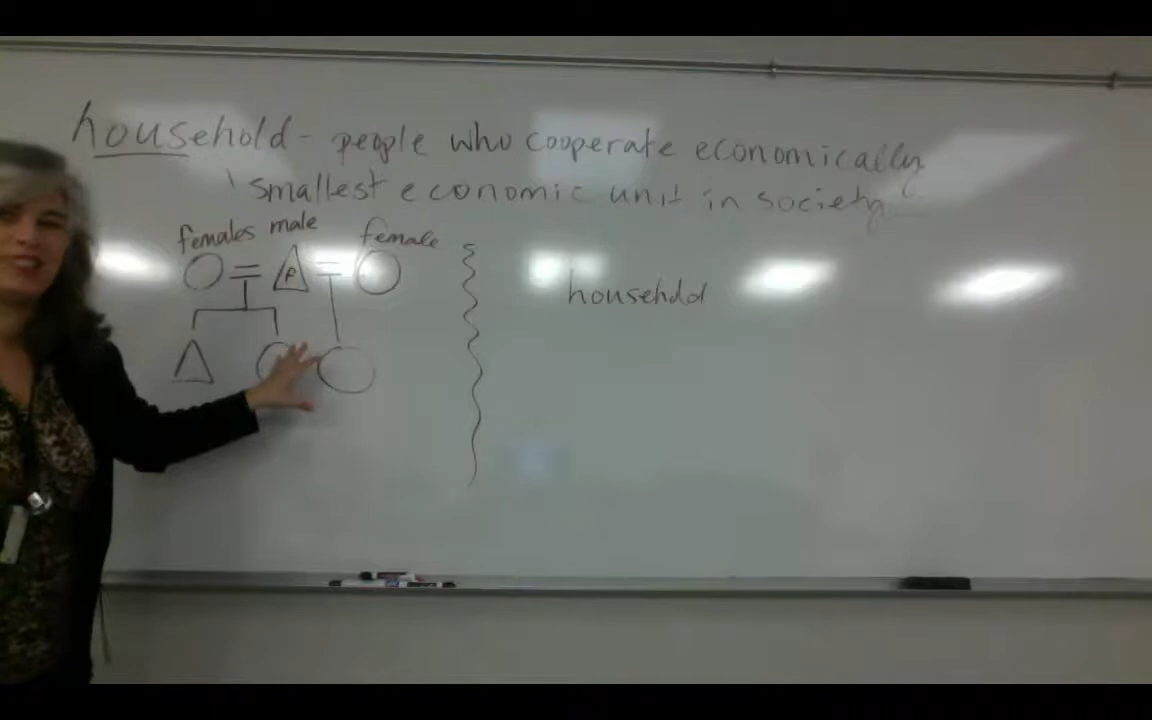 household - people who cooperate economically
smallest economic unit in society
females male female
household